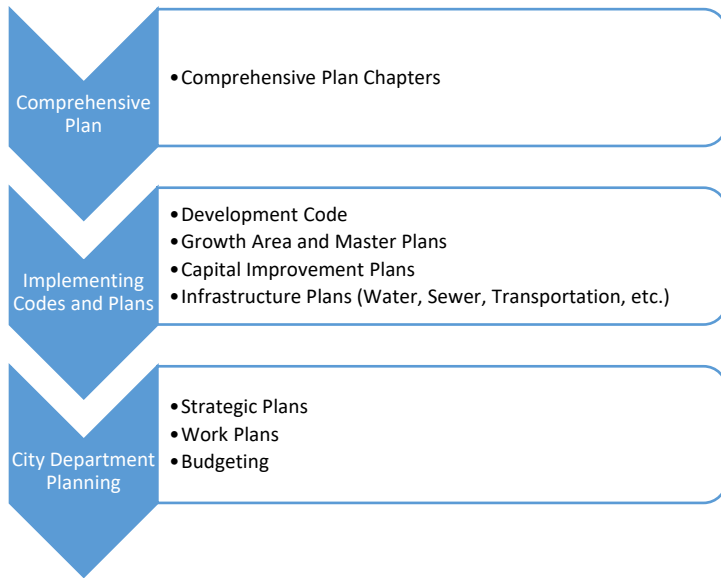 Comprehensive
Plan
•Comprehensive Plan Chapters
Implementing
Codes and Plans
•Development Code
•Growth Area and Master Plans
•Capital Improvement Plans
•Infrastructure Plans (Water, Sewer, Transportation, etc.)
City Department
Planning
•Strategic Plans
•Work Plans
•Budgeting